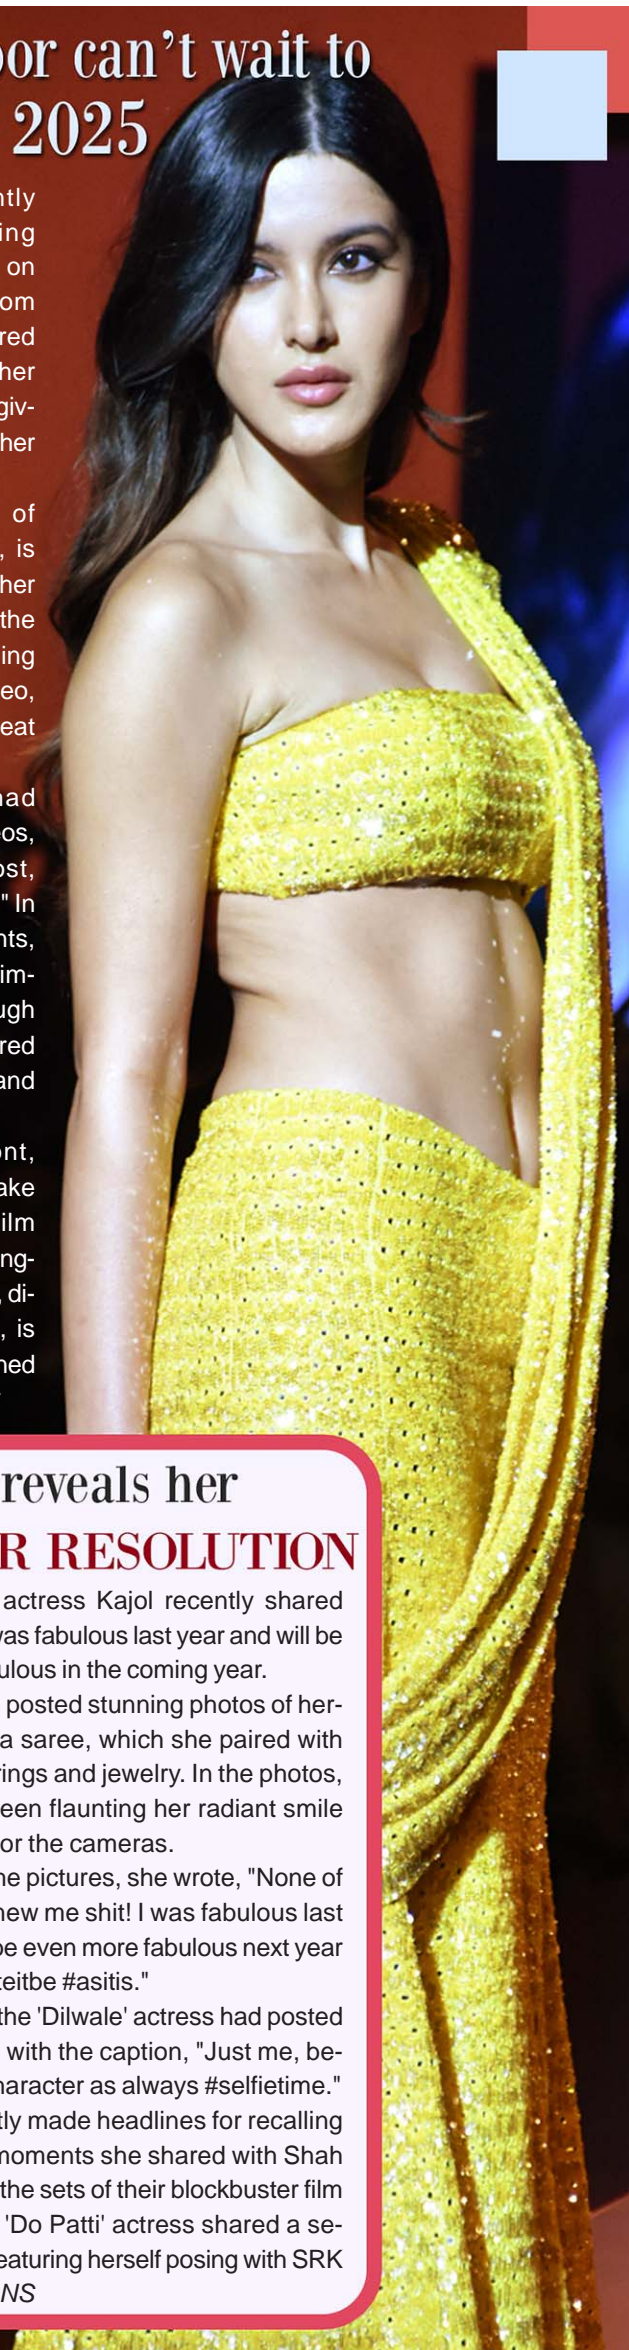 oor can't wait to
2025
ntly
ing
on
om
red
her
giv-
her
of
, is
her
the
ing
eo,
eat
had
os,
ost,
" In
nts,
im-
ugh
red
and
ont,
ake
ilm
ng-
, di-
, is
ned
reveals her
R RESOLUTION
actress Kajol recently shared
was fabulous last year and will be
ulous in the coming year.
posted stunning photos of her-
a saree, which she paired with
rings and jewelry. In the photos,
een flaunting her radiant smile
or the cameras.
he pictures, she wrote, "None of
new me shit! I was fabulous last
be even more fabulous next year
teitbe #asitis."
the 'Dilwale' actress had posted
with the caption, "Just me, be-
haracter as always #selfietime."
tly made headlines for recalling
moments she shared with Shah
the sets of their blockbuster film
'Do Patti' actress shared a se-
eaturing herself posing with SRK
NS